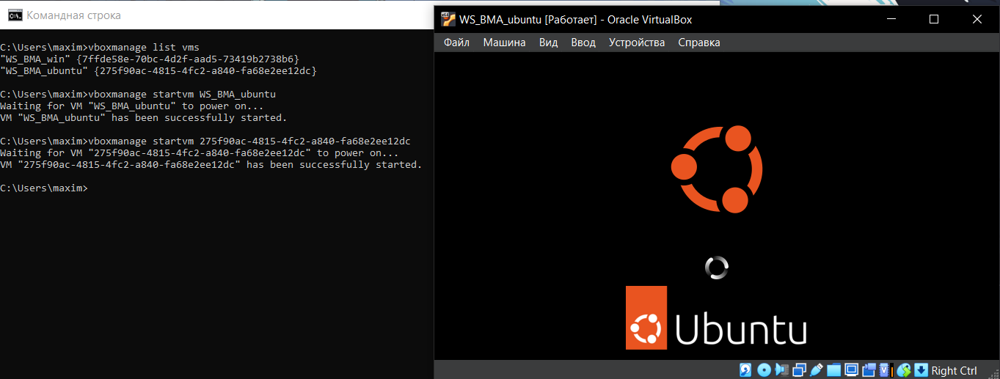 Командная строка
C:\Users\maxim>vboxmanage list vms
"WS_BMA_win" {7ffde58e-70bc-4d2f-aad5-73419b2738b6}
"WS_BMA_ubuntu" {275f90ac-4815-4fc2-a840-fa68e2ee12dc}
C:\Users\maxim>vboxmanage startvm WS_BMA_ubuntu
Waiting for VM "WS_BMA_ubuntu" to power on...
VM "WS_BMA_ubuntu" has been successfully started.
C:\Users\maxim>vboxmanage startvm 275f90ac-4815-4fc2-a840-fa68e2ee12dc
Waiting for VM "275f90ac-4815-4fc2-a840-fa68e2ee12dc" to power on...
VM "275f90ac-4815-4fc2-a840-fa68e2ee12dc" has been successfully started.
C:\Users\maxim>
WS_BMA_ubuntu [Работает] - Oracle VirtualBox
Файл Машина Вид Ввод Устройства Справка
Ubuntu
Right Ctrl